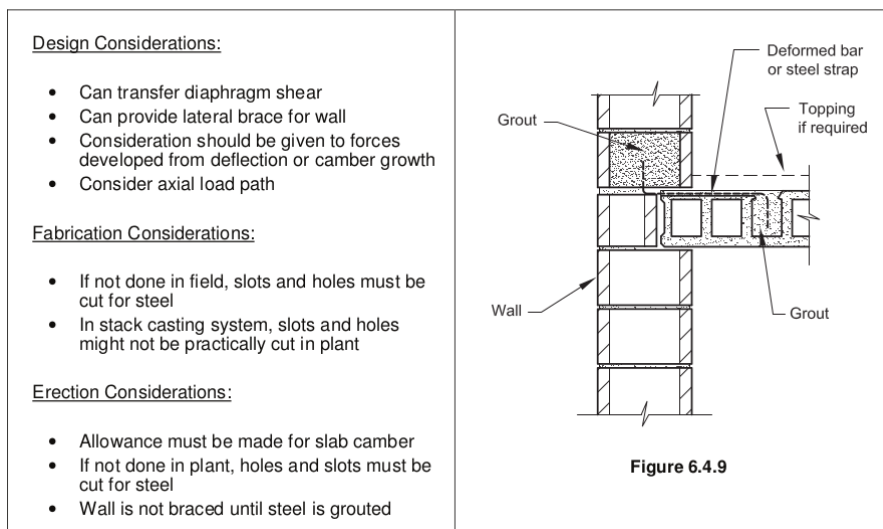 Design Considerations:
• Can transfer diaphragm shear
• Can provide lateral brace for wall
• Consideration should be given to forces
developed from deflection or camber growth
• Consider axial load path
Fabrication Considerations:
• If not done in field, slots and holes must be
cut for steel
• In stack casting system, slots and holes
might not be practically cut in plant
Erection Considerations:
• Allowance must be made for slab camber
• If not done in plant, holes and slots must be
cut for steel
• Wall is not braced until steel is grouted
Deformed bar
or steel strap
Topping
if required
Grout
Wall
Grout
Figure 6.4.9